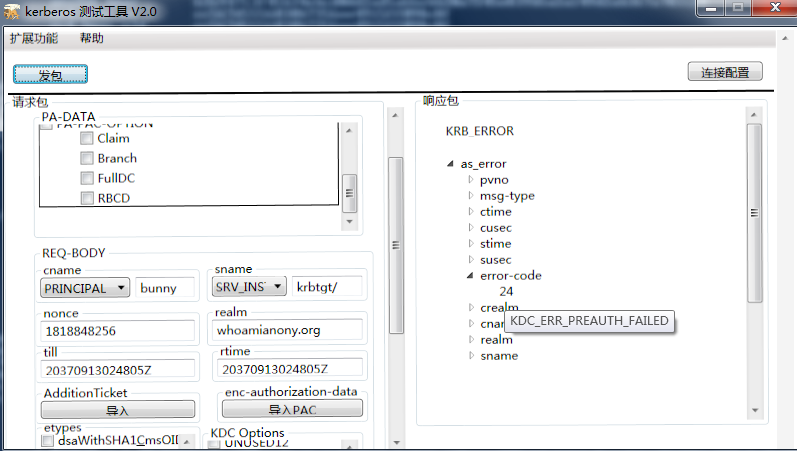 kerberos 测试工具 V2.0
扩展功能 帮助
发包 连接配置
请求包
PA-DATA
PA-PAC-OPTION
Claim
Branch
FullDC
RBCD
REQ-BODY
cname sname
PRINCIPAL bunny SRV_INS krbtgt/
nonce realm
1818848256 whoamianony.org
till rtime
20370913024805Z 20370913024805Z
AdditionTicket enc-authorization-data
导入 导入PAC
etypes KDC Options
dsaWithSHA1_CmsOID UNUSED12
响应包
KRB_ERROR
as_error
pvno
msg-type
ctime
cusec
stime
susec
error-code
24
crealm
KDC_ERR_PREAUTH_FAILED
realm
sname